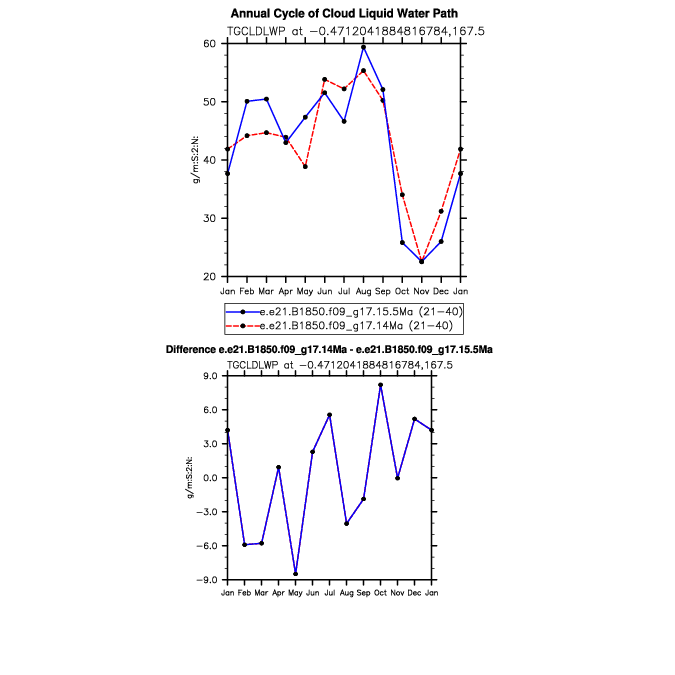 Annual Cycle of Cloud Liquid Water Path
TGCLDLWP at −0.4712041884816784,167.5
60
50
40
30
20
g/m:S:2:N:
Jan Feb Mar Apr May Jun Jul Aug Sep Oct Nov Dec Jan
e.e21.B1850.f09_g17.15.5Ma (21−40)
e.e21.B1850.f09_g17.14Ma (21−40)
Difference e.e21.B1850.f09_g17.14Ma - e.e21.B1850.f09_g17.15.5Ma
TGCLDLWP at −0.4712041884816784,167.5
9.0
6.0
3.0
0.0
−3.0
−6.0
−9.0
g/m:S:2:N:
Jan Feb Mar Apr May Jun Jul Aug Sep Oct Nov Dec Jan